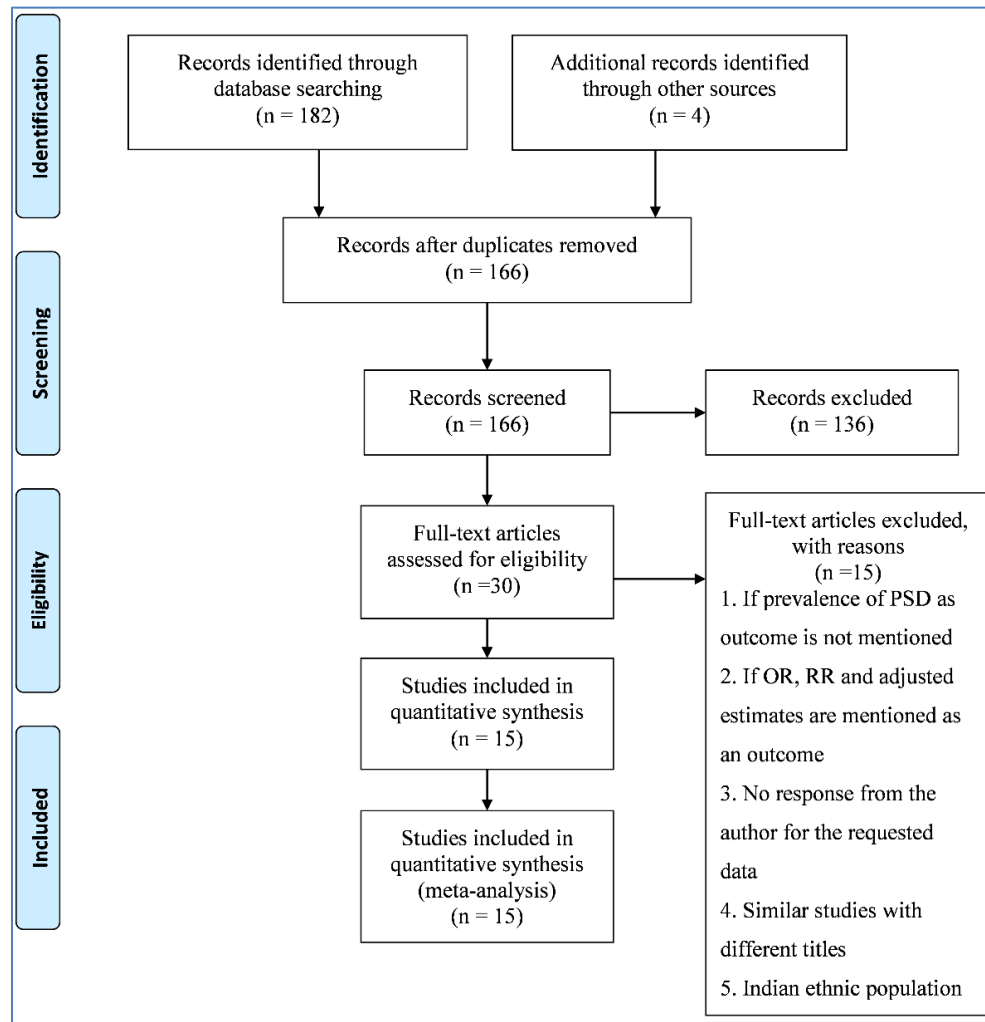 Identification
Records identified through
database searching
(n = 182)
Additional records identified
through other sources
(n = 4)
Records after duplicates removed
(n = 166)
Screening
Records screened
(n = 166)
Records excluded
(n = 136)
Eligibility
Full-text articles
assessed for eligibility
(n =30)
Full-text articles excluded,
with reasons
(n =15)
1. If prevalence of PSD as
outcome is not mentioned
2. If OR, RR and adjusted
estimates are mentioned as
an outcome
3. No response from the
author for the requested
data
4. Similar studies with
different titles
5. Indian ethnic population
Studies included in
quantitative synthesis
(n = 15)
Included
Studies included in
quantitative synthesis
(meta-analysis)
(n = 15)